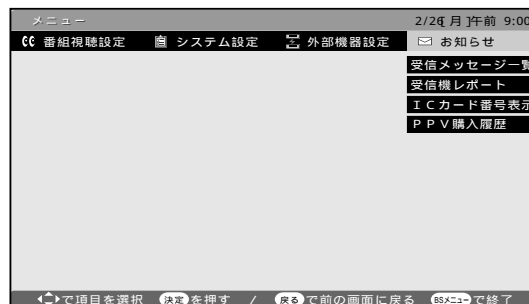 メニュー 2/26[月]午前 9:00
番組視聴設定 システム設定 外部機器設定 お知らせ
受信メッセージ一覧
受信機レポート
ICカード番号表示
PPV購入履歴
で項目を選択 決定を押す / 戻るで前の画面に戻る BSメニューで終了